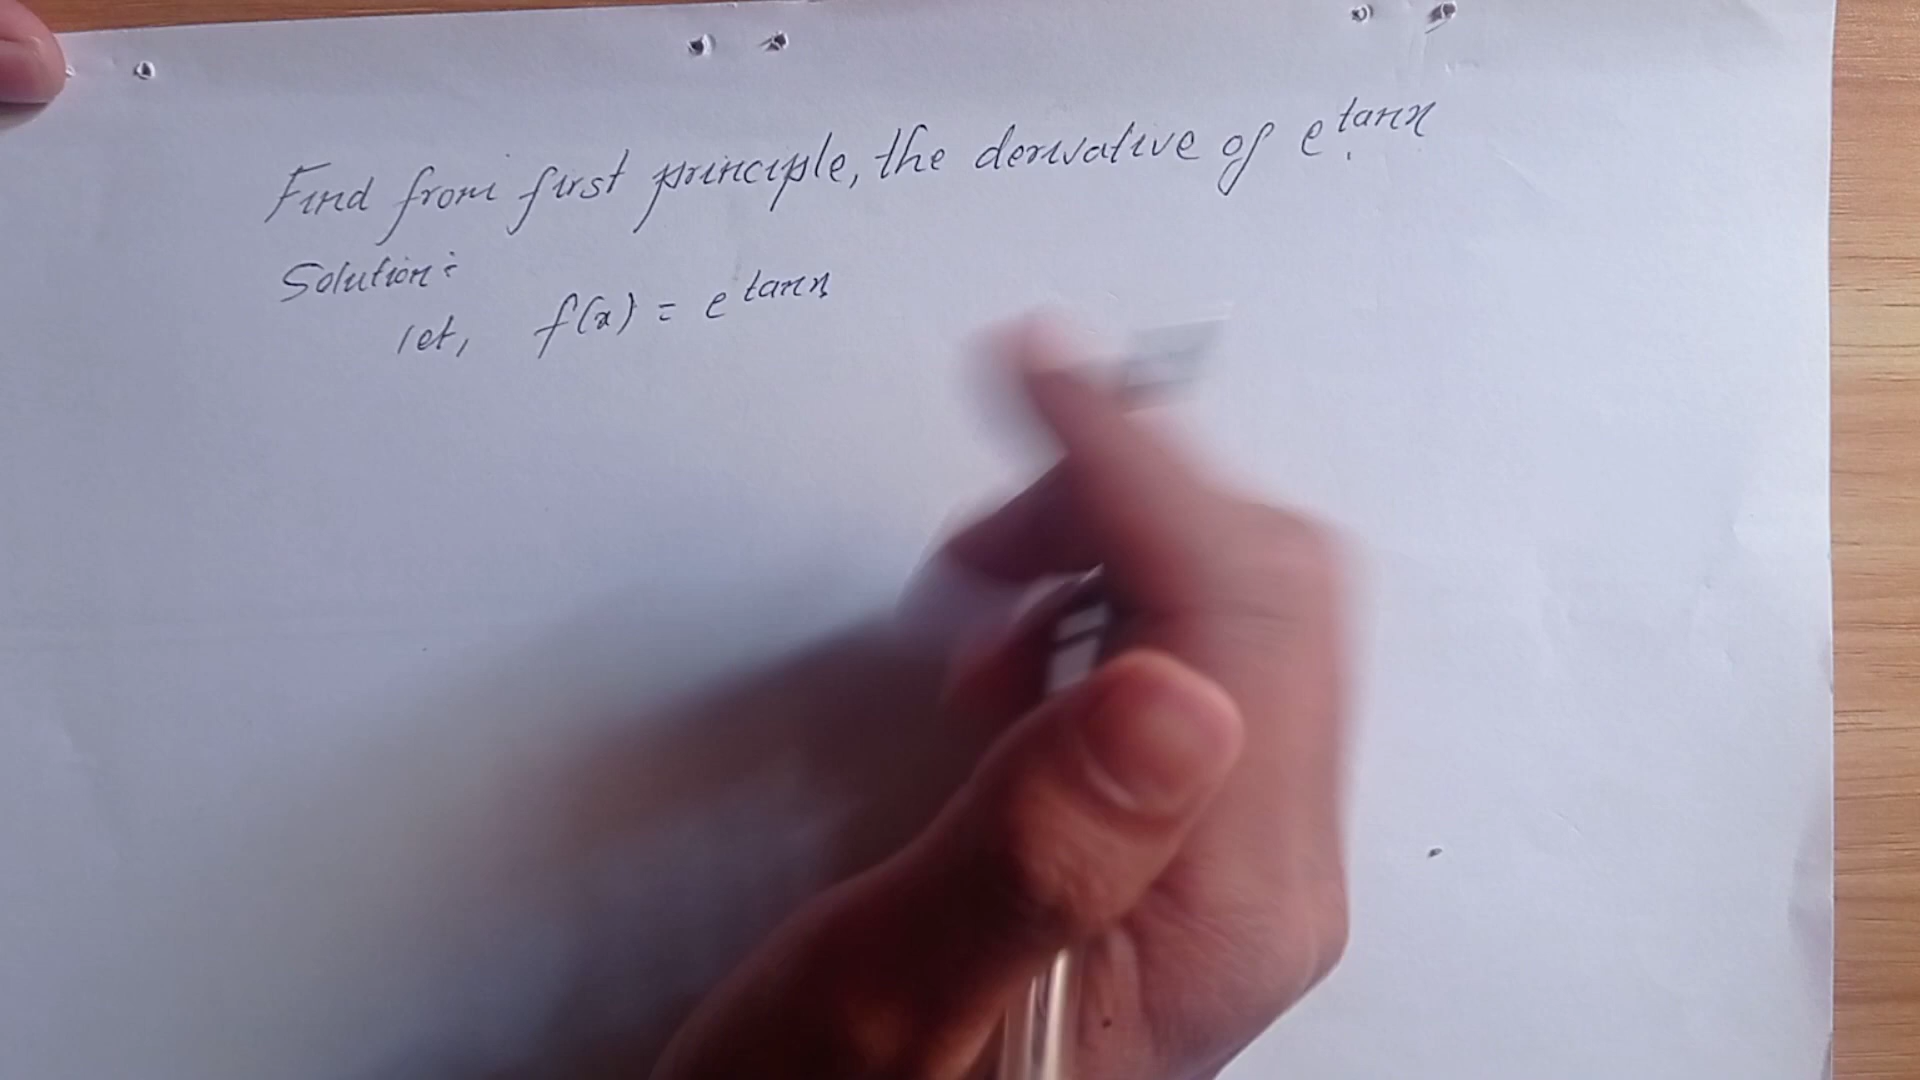 Find from first principle, the derivative of e^tanx.
Solution:
let, f(x) = e^tanx